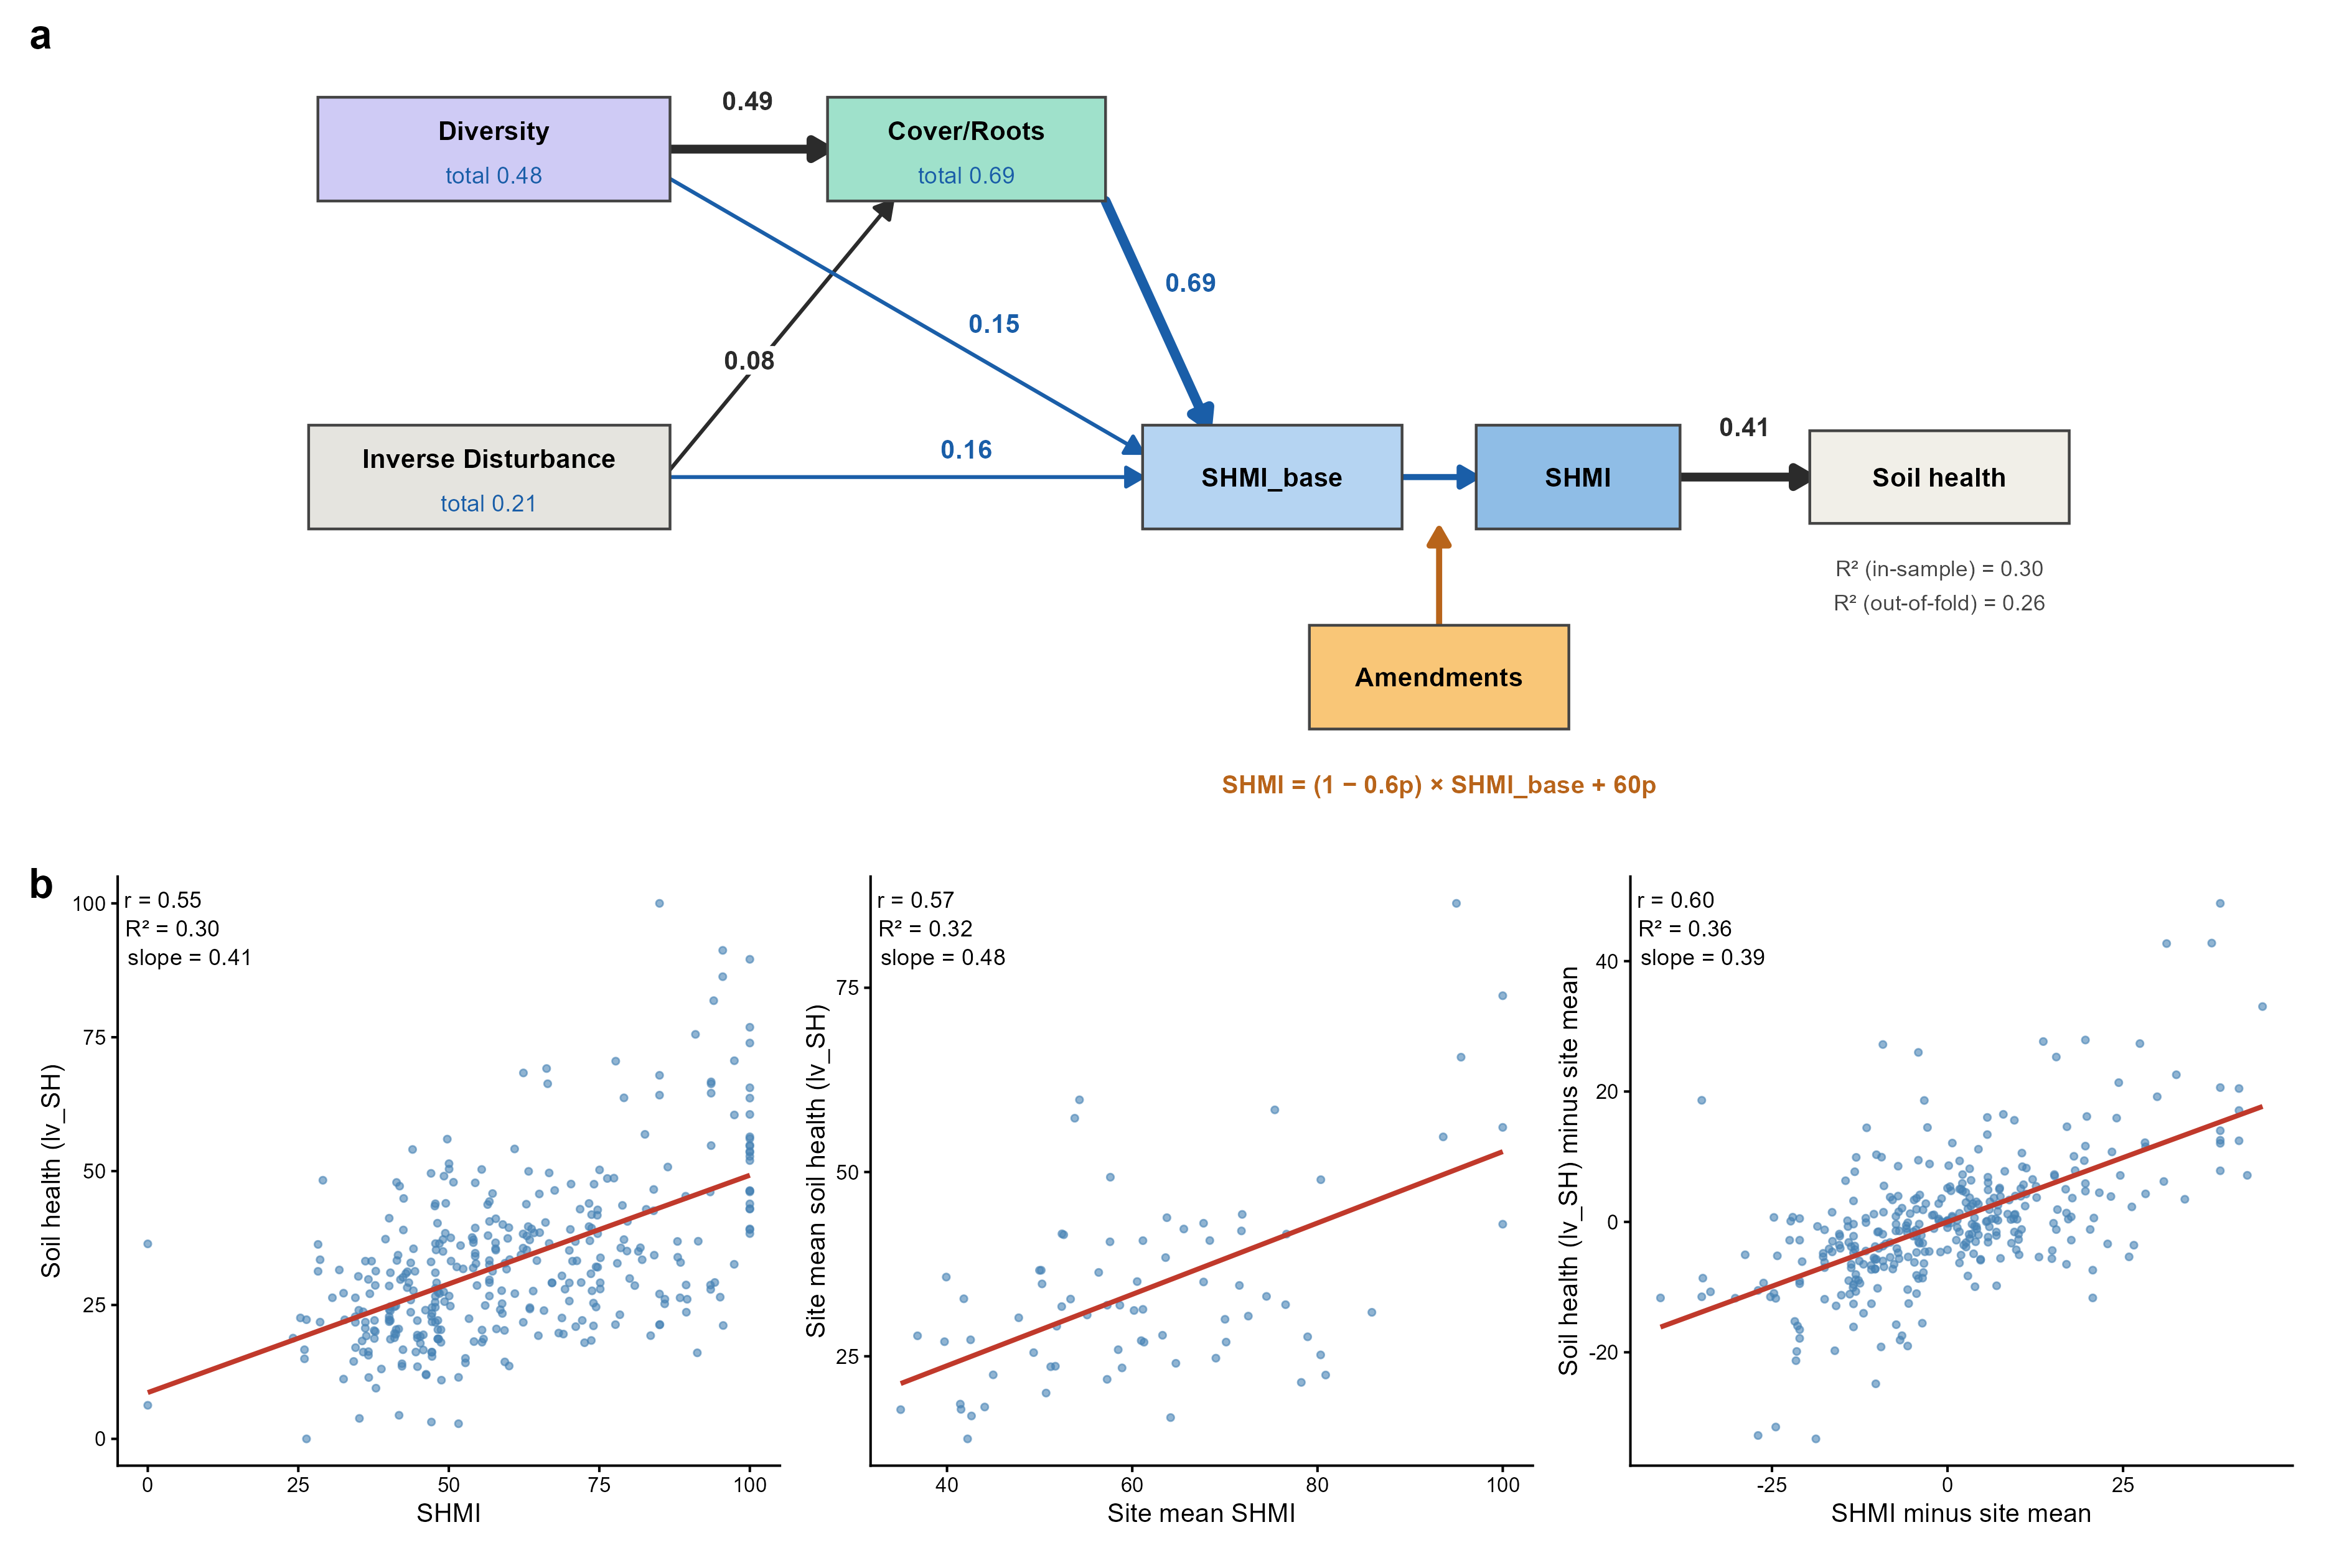 a
0.49
Diversity
total 0.48
Cover/Roots
total 0.69
0.69
0.15
0.08
Inverse Disturbance
total 0.21
0.16
SHMI_base
SHMI
0.41
Soil health
R² (in-sample) = 0.30
R² (out-of-fold) = 0.26
Amendments
SHMI = (1 − 0.6p) × SHMI_base + 60p
b
r = 0.55
R² = 0.30
slope = 0.41
100
75
50
25
0
Soil health (lv_SH)
0 25 50 75 100
SHMI
r = 0.57
R² = 0.32
slope = 0.48
75
50
25
Site mean soil health (lv_SH)
40 60 80 100
Site mean SHMI
r = 0.60
R² = 0.36
slope = 0.39
40
20
0
-20
Soil health (lv_SH) minus site mean
-25 0 25
SHMI minus site mean